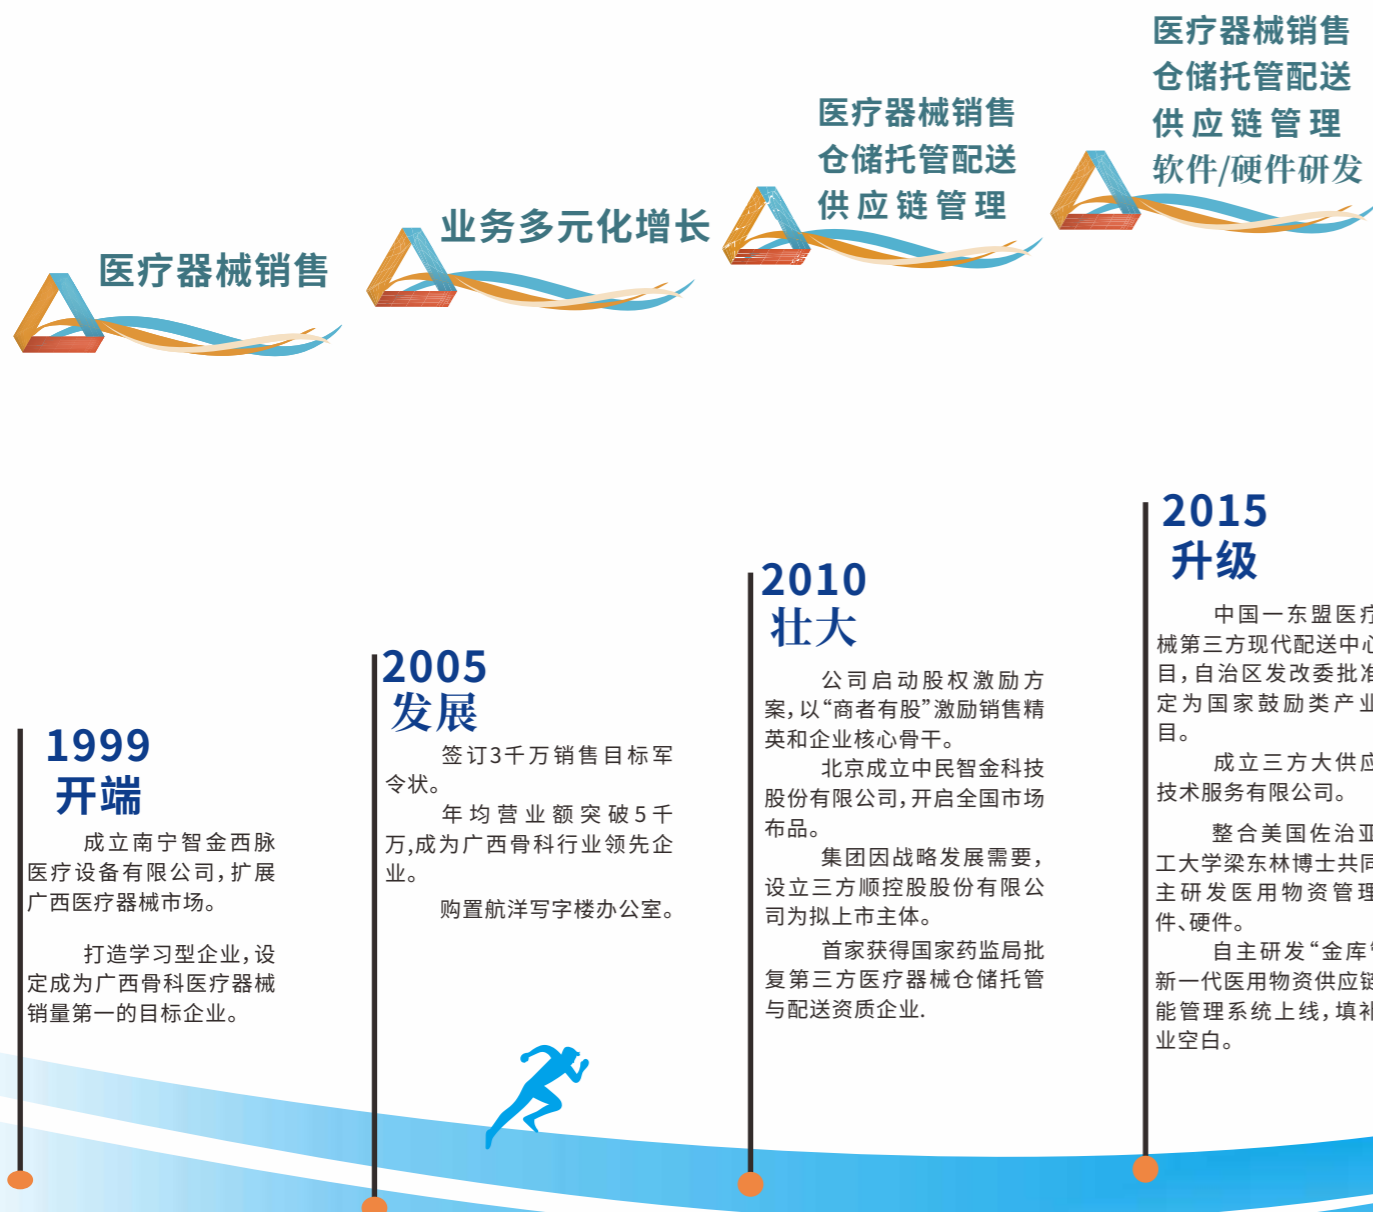 医疗器械销售
业务多元化增长
医疗器械销售
仓储托管配送
供应链管理
医疗器械销售
仓储托管配送
供应链管理
软件/硬件研发
1999
开端
成立南宁智金西脉
医疗设备有限公司，扩展
广西医疗器械市场。
打造学习型企业，设
定成为广西骨科医疗器械
销量第一的目标企业。
2005
发展
签订3千万销售目标军
令状。
年均营业额突破5千
万,成为广西骨科行业领先企
业。
购置航洋写字楼办公室。
2010
壮大
公司启动股权激励方
案，以“商者有股”激励销售精
英和企业核心骨干。
北京成立中民智金科技
股份有限公司，开启全国市场
布品。
集团因战略发展需要，
设立三方顺控股股份有限公
司为拟上市主体。
首家获得国家药监局批
复第三方医疗器械仓储托管
与配送资质企业.
2015
升级
中国一东盟医疗
械第三方现代配送中心
目，自治区发改委批准
定为国家鼓励类产业
目。
成立三方大供应
技术服务有限公司。
整合美国佐治亚
工大学梁东林博士共同
主研发医用物资管理
件、硬件。
自主研发“金库
新一代医用物资供应链
能管理系统上线，填补
业空白。